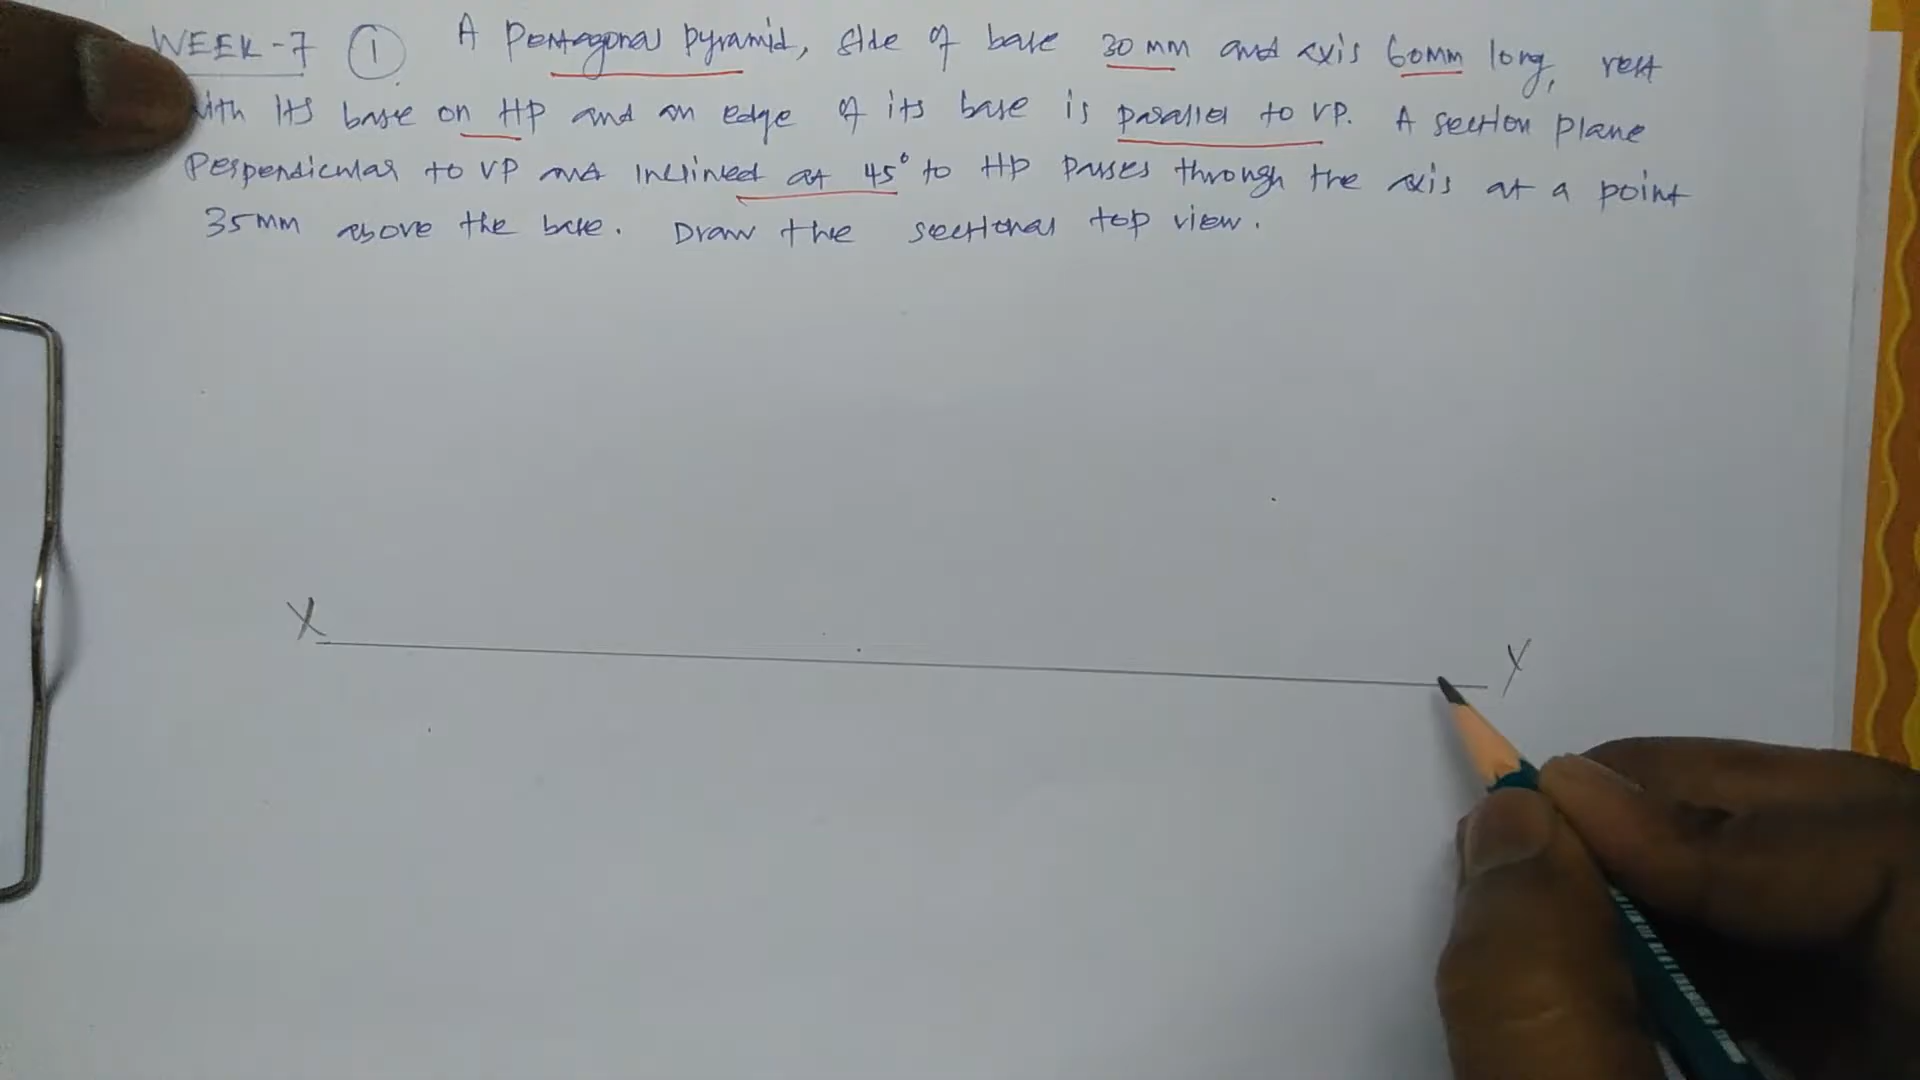 WEEK-7 ① A Pentagonal pyramid, side of base 30 mm and axis 60mm long, rest
with its base on HP and an edge of its base is parallel to VP. A section plane
Perpendicular to VP and inclined at 45° to HP passes through the axis at a point
35mm above the base. Draw the sectional top view.
X
Y